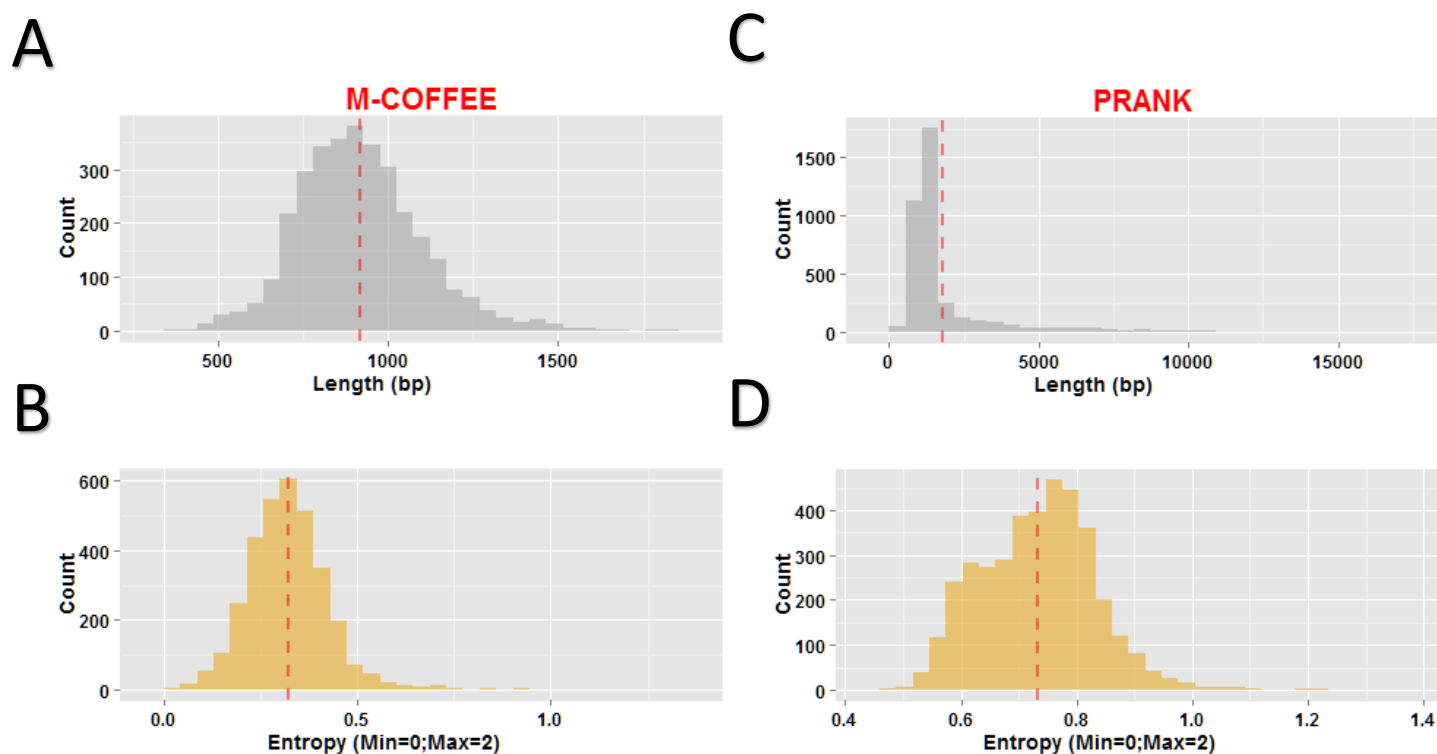 A
M-COFFEE
Count
300
200
100
0
500 1000 1500
Length (bp)
B
Count
600
400
200
0
0.0 0.5 1.0
Entropy (Min=0;Max=2)
C
PRANK
Count
1500
1000
500
0
0 5000 10000 15000
Length (bp)
D
Count
400
300
200
100
0
0.4 0.6 0.8 1.0 1.2 1.4
Entropy (Min=0;Max=2)